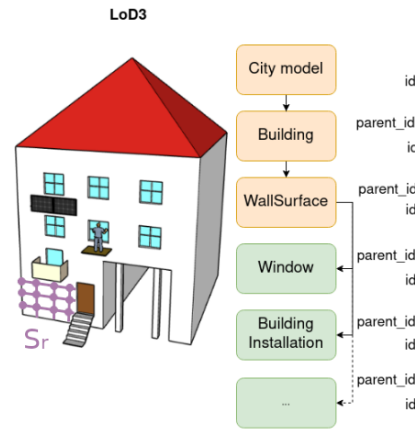 LoD3
City model
id
Building
parent_id
id
WallSurface
parent_id
id
Window
parent_id
id
Building
Installation
parent_id
id
...
parent_id
id
Sr